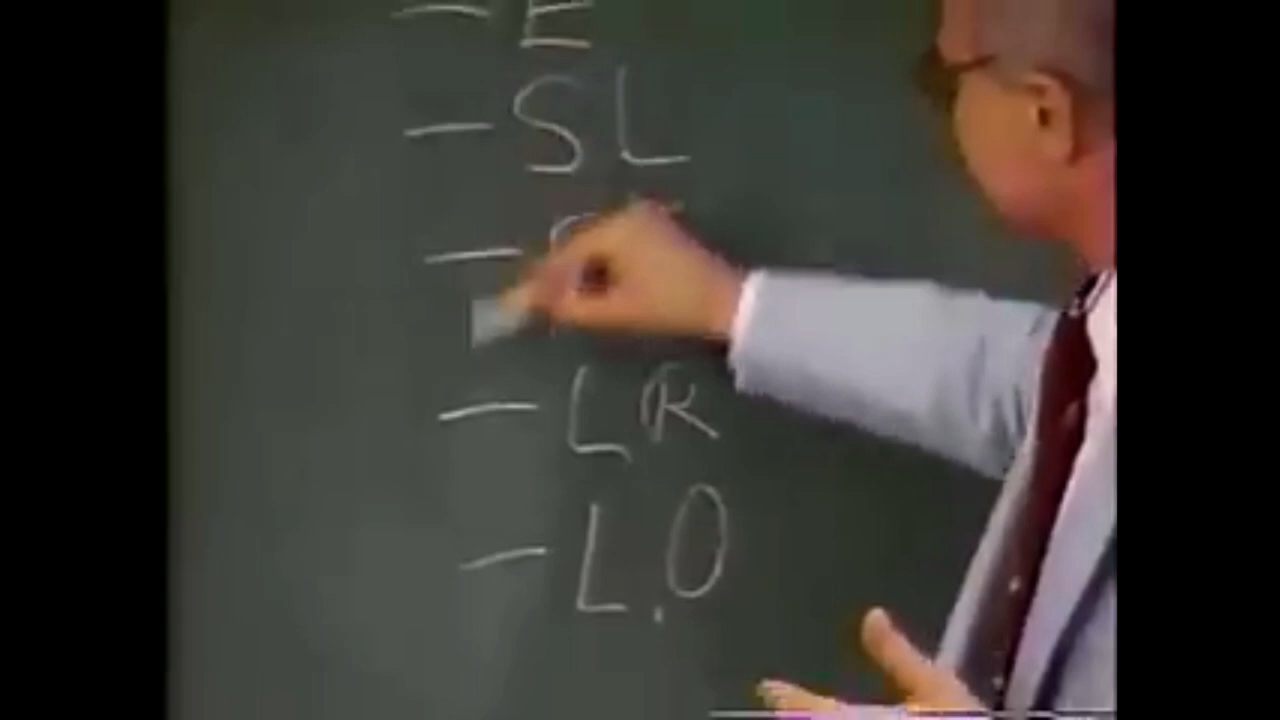 – E
– SL
–
– LR
– L.O